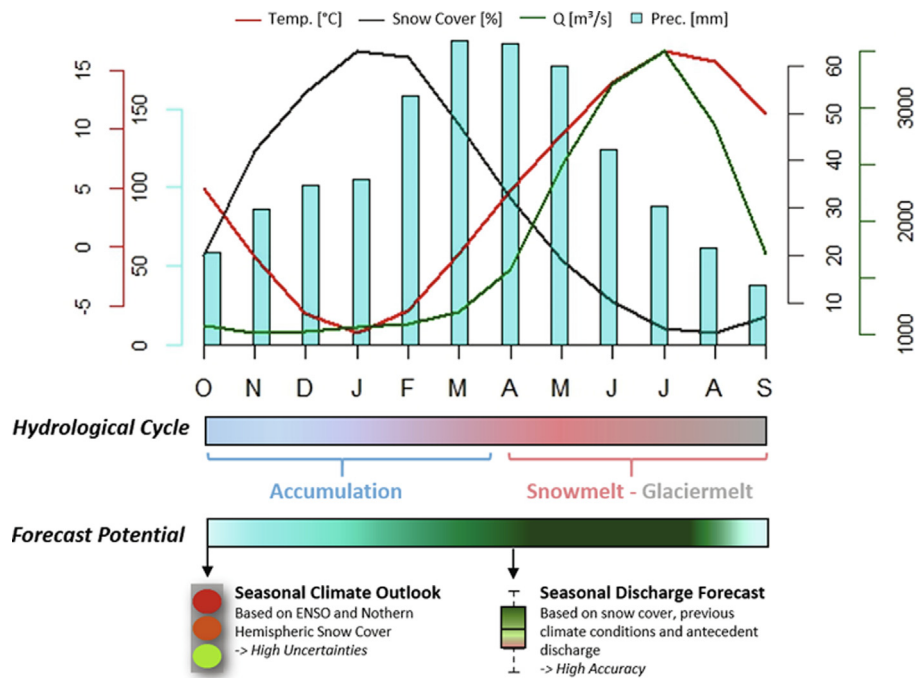 Temp. [°C] Snow Cover [%] Q [m³/s] Prec. [mm]
15
10
5
0
-5
150
100
50
0
60
50
40
30
20
10
3000
2000
1000
O N D J F M A M J J A S
Hydrological Cycle
Accumulation
Snowmelt - Glaciermelt
Forecast Potential
Seasonal Climate Outlook
Based on ENSO and Nothern
Hemispheric Snow Cover
-> High Uncertainties
Seasonal Discharge Forecast
Based on snow cover, previous
climate conditions and antecedent
discharge
-> High Accuracy